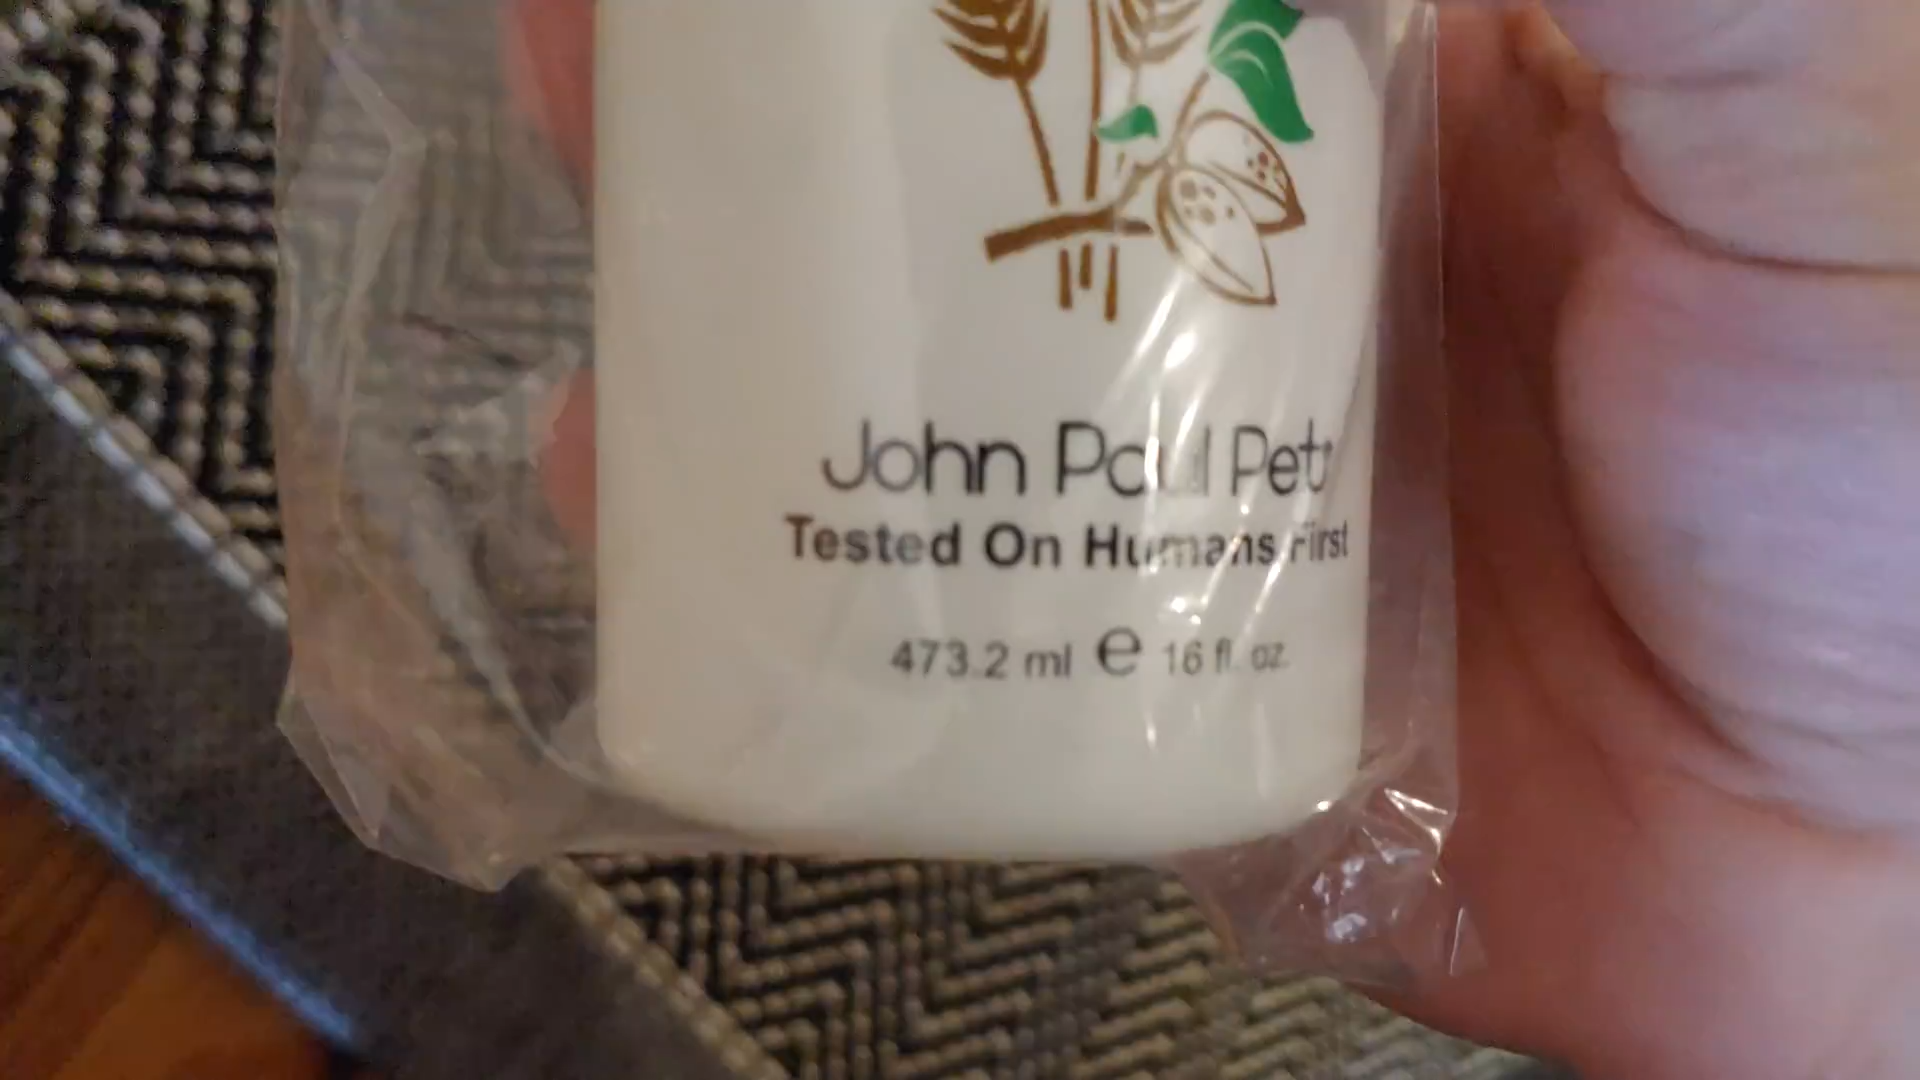 John Paul Pet
Tested On Humans First
473.2 ml e 16 fl. oz.